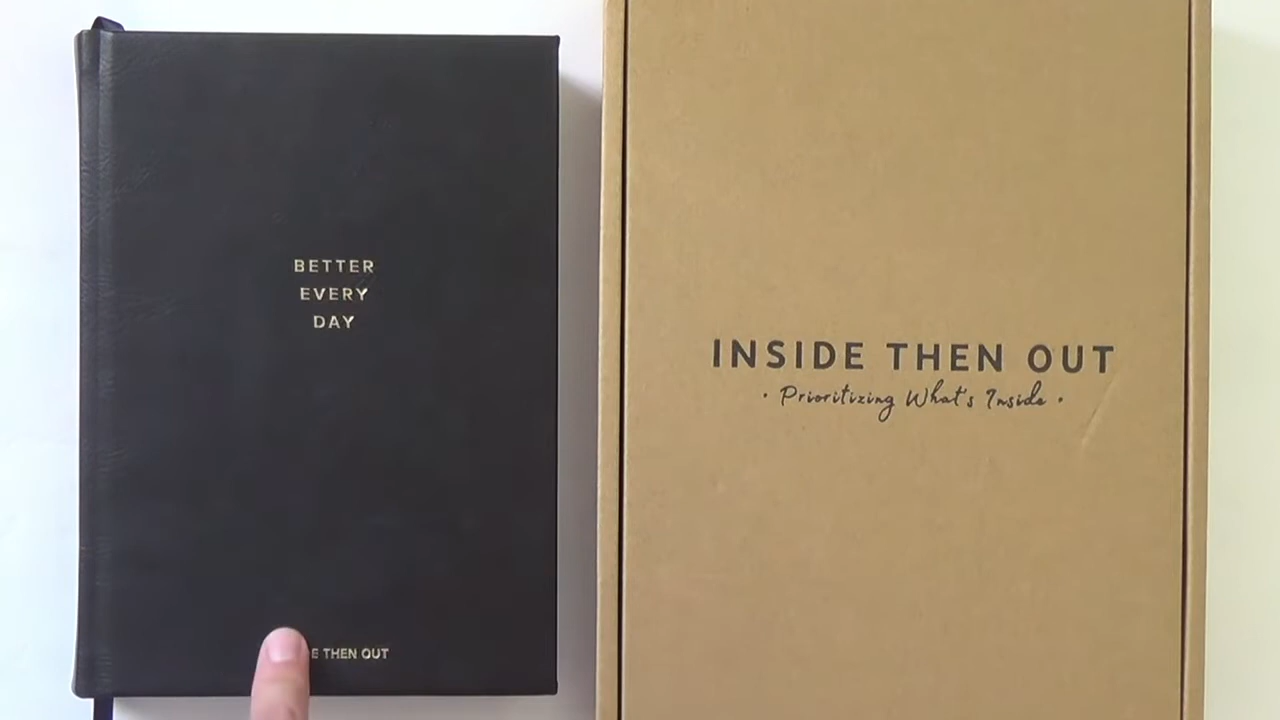 BETTER
EVERY
DAY
E THEN OUT
INSIDE THEN OUT
· Prioritizing What's Inside ·